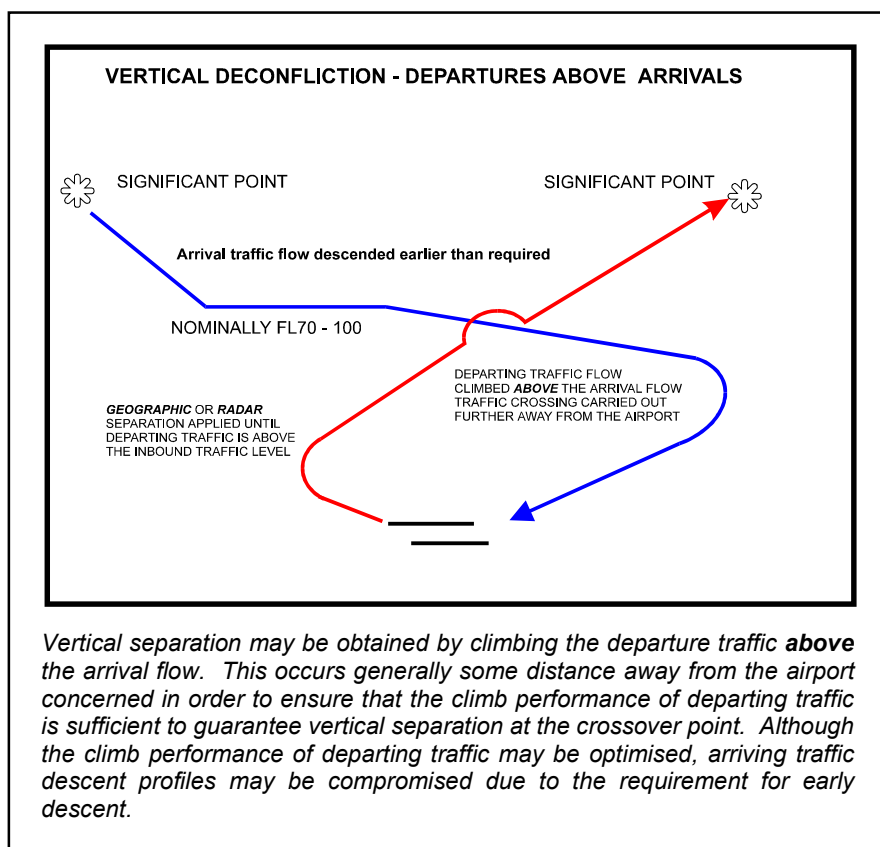 VERTICAL DECONFLICTION - DEPARTURES ABOVE ARRIVALS
SIGNIFICANT POINT
SIGNIFICANT POINT
Arrival traffic flow descended earlier than required
NOMINALLY FL70 - 100
DEPARTING TRAFFIC FLOW
CLIMBED ABOVE THE ARRIVAL FLOW
TRAFFIC CROSSING CARRIED OUT
FURTHER AWAY FROM THE AIRPORT
GEOGRAPHIC OR RADAR
SEPARATION APPLIED UNTIL
DEPARTING TRAFFIC IS ABOVE
THE INBOUND TRAFFIC LEVEL
Vertical separation may be obtained by climbing the departure traffic above
the arrival flow. This occurs generally some distance away from the airport
concerned in order to ensure that the climb performance of departing traffic
is sufficient to guarantee vertical separation at the crossover point. Although
the climb performance of departing traffic may be optimised, arriving traffic
descent profiles may be compromised due to the requirement for early
descent.